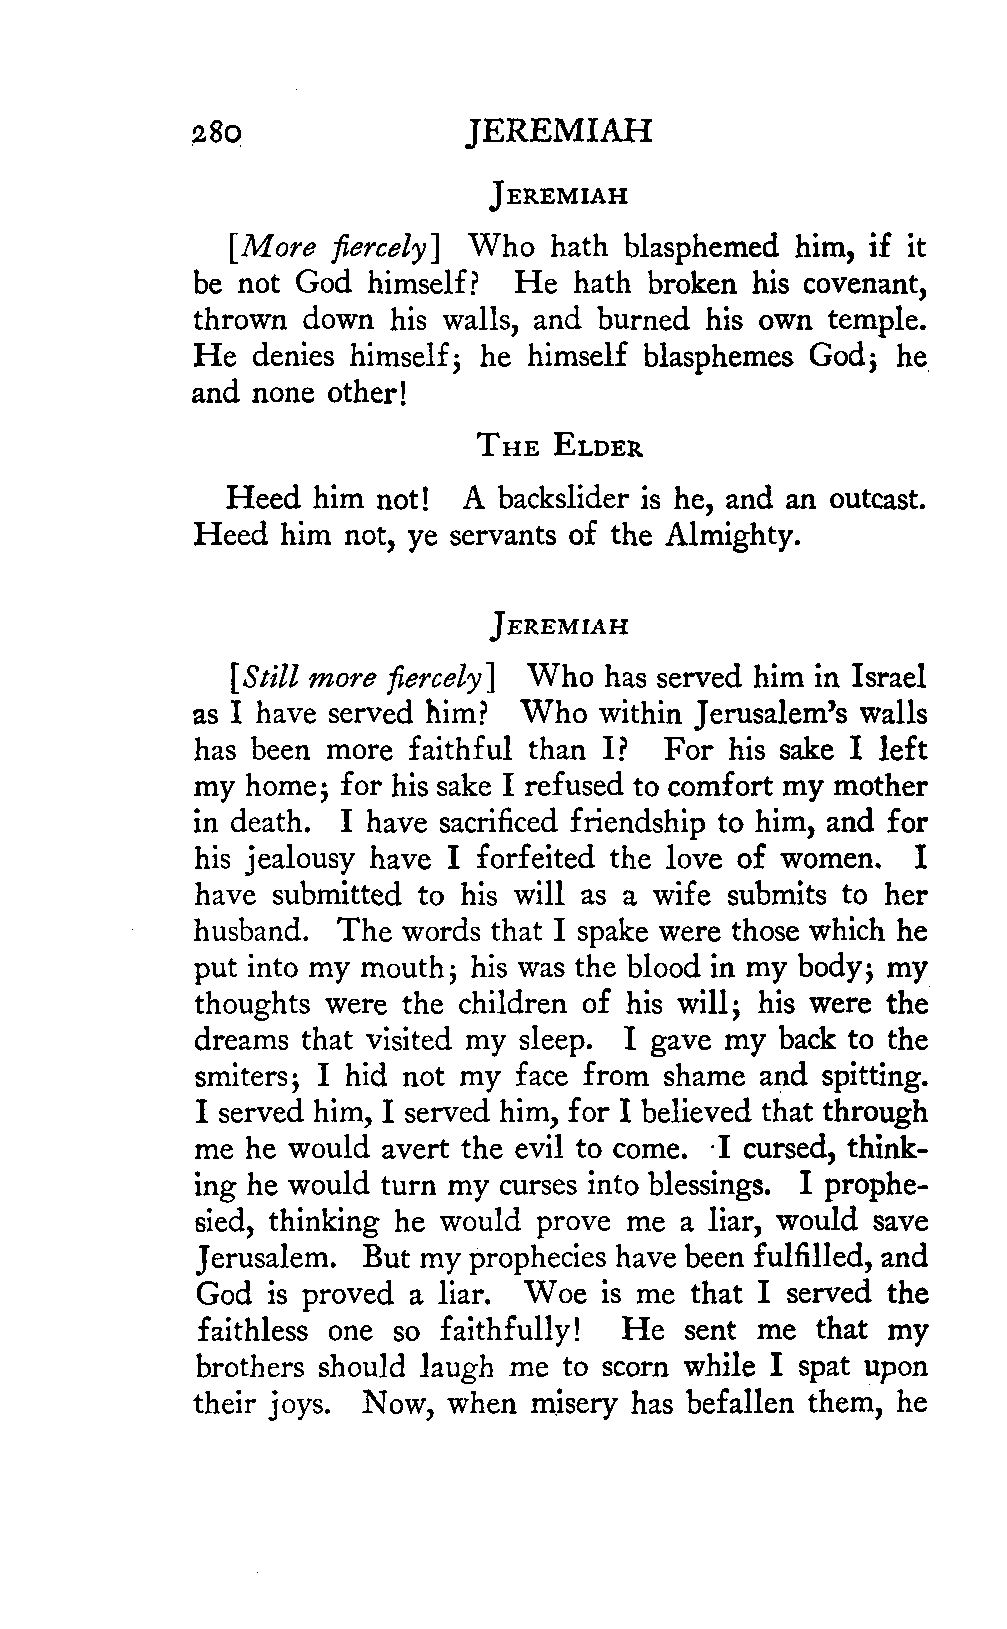 280 JEREMIAH
JEREMIAH
[More fiercely] Who hath blasphemed him, if it
be not God himself? He hath broken his covenant,
thrown down his walls, and burned his own temple.
He denies himself; he himself blasphemes God; he
and none other!
THE ELDER
Heed him not! A backslider is he, and an outcast.
Heed him not, ye servants of the Almighty.
JEREMIAH
[Still more fiercely] Who has served him in Israel
as I have served him? Who within Jerusalem's walls
has been more faithful than I? For his sake I left
my home; for his sake I refused to comfort my mother
in death. I have sacrificed friendship to him, and for
his jealousy have I forfeited the love of women. I
have submitted to his will as a wife submits to her
husband. The words that I spake were those which he
put into my mouth; his was the blood in my body; my
thoughts were the children of his will; his were the
dreams that visited my sleep. I gave my back to the
smiters; I hid not my face from shame and spitting.
I served him, I served him, for I believed that through
me he would avert the evil to come. I cursed, think-
ing he would turn my curses into blessings. I prophe-
sied, thinking he would prove me a liar, would save
Jerusalem. But my prophecies have been fulfilled, and
God is proved a liar. Woe is me that I served the
faithless one so faithfully! He sent me that my
brothers should laugh me to scorn while I spat upon
their joys. Now, when misery has befallen them, he